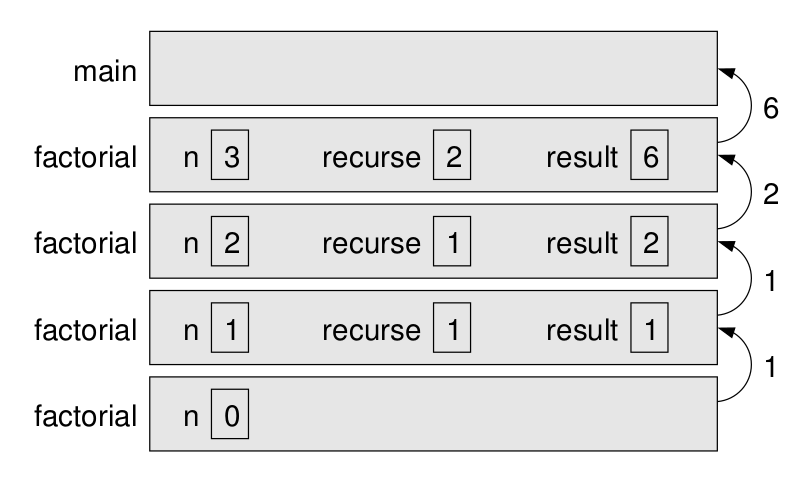 main
6
factorial n 3 recurse 2 result 6
2
factorial n 2 recurse 1 result 2
1
factorial n 1 recurse 1 result 1
1
factorial n 0